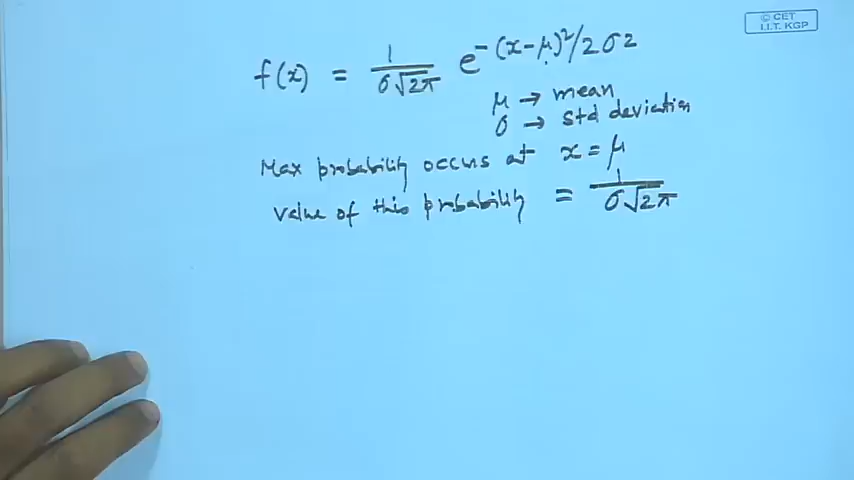 © CET
I.I.T. KGP
f(x) = 1/σ√2π e^-(x-μ)²/2σ2
μ → mean
σ → std deviation
Max probability occurs at x = μ
value of this probability = 1/σ√2π